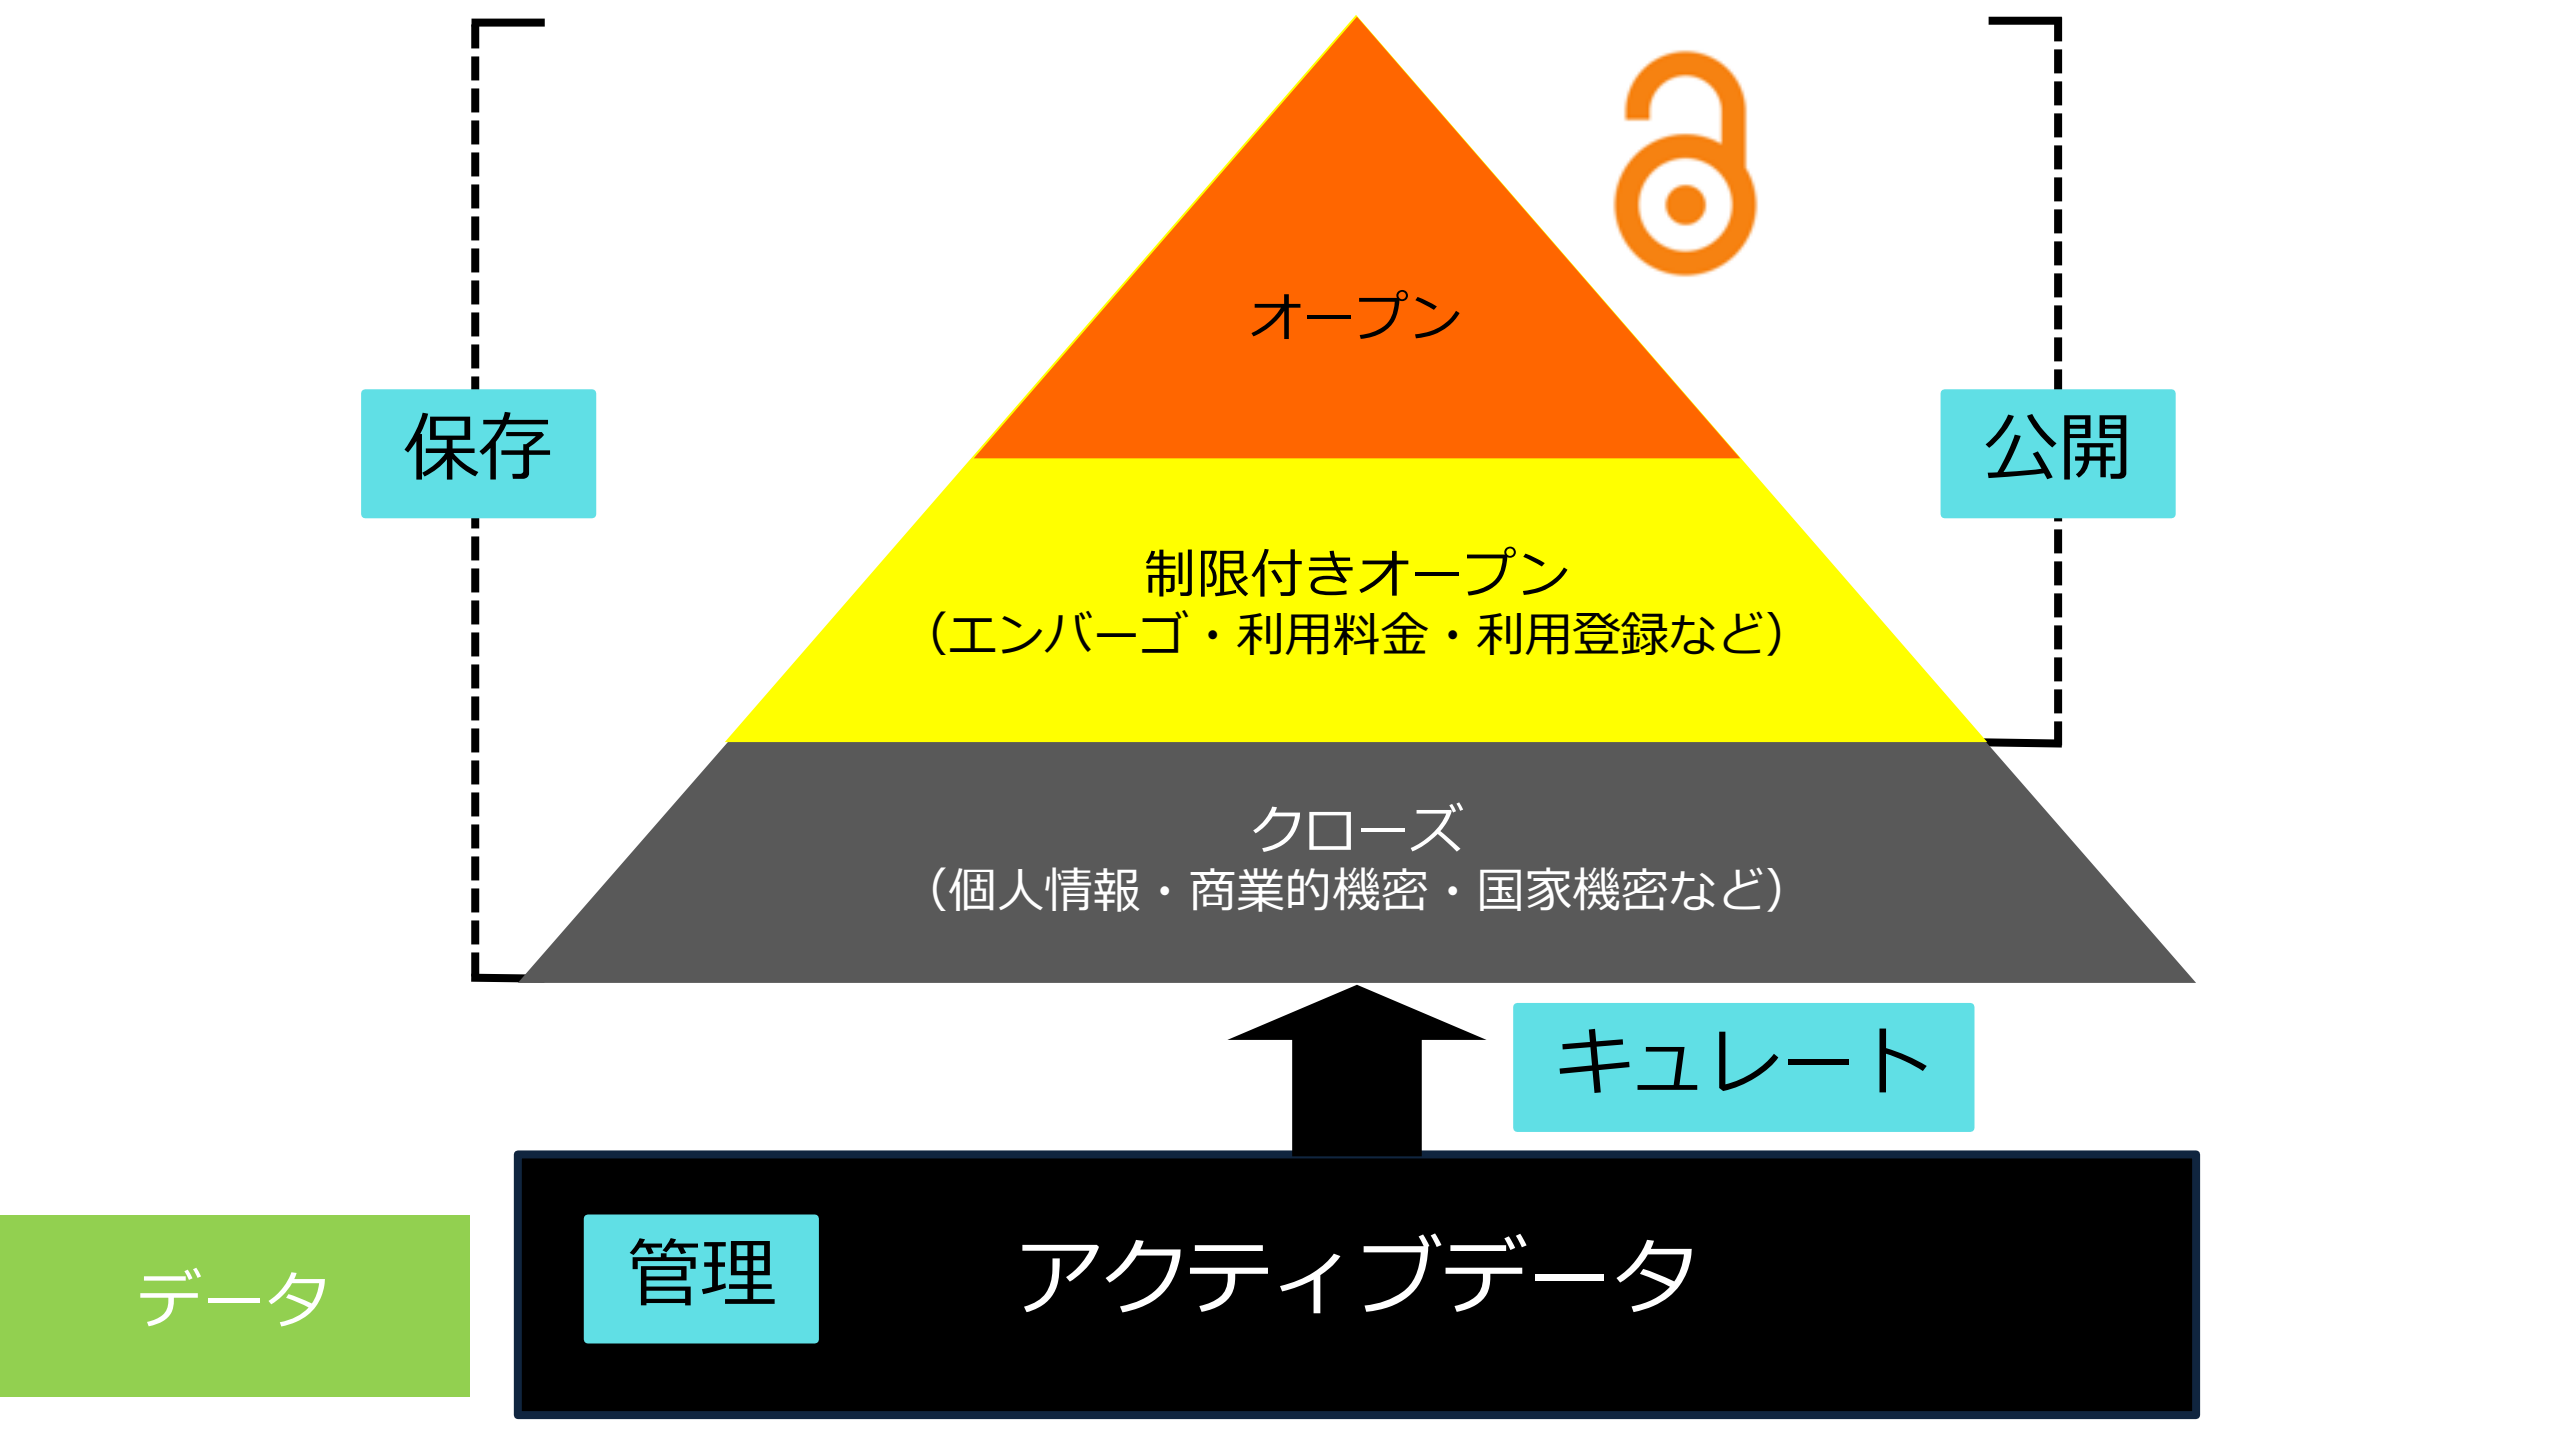 オープン
保存
公開
制限付きオープン
（エンバーゴ・利用料金・利用登録など）
クローズ
（個人情報・商業的機密・国家機密など）
キュレート
管理
アクティブデータ
データ